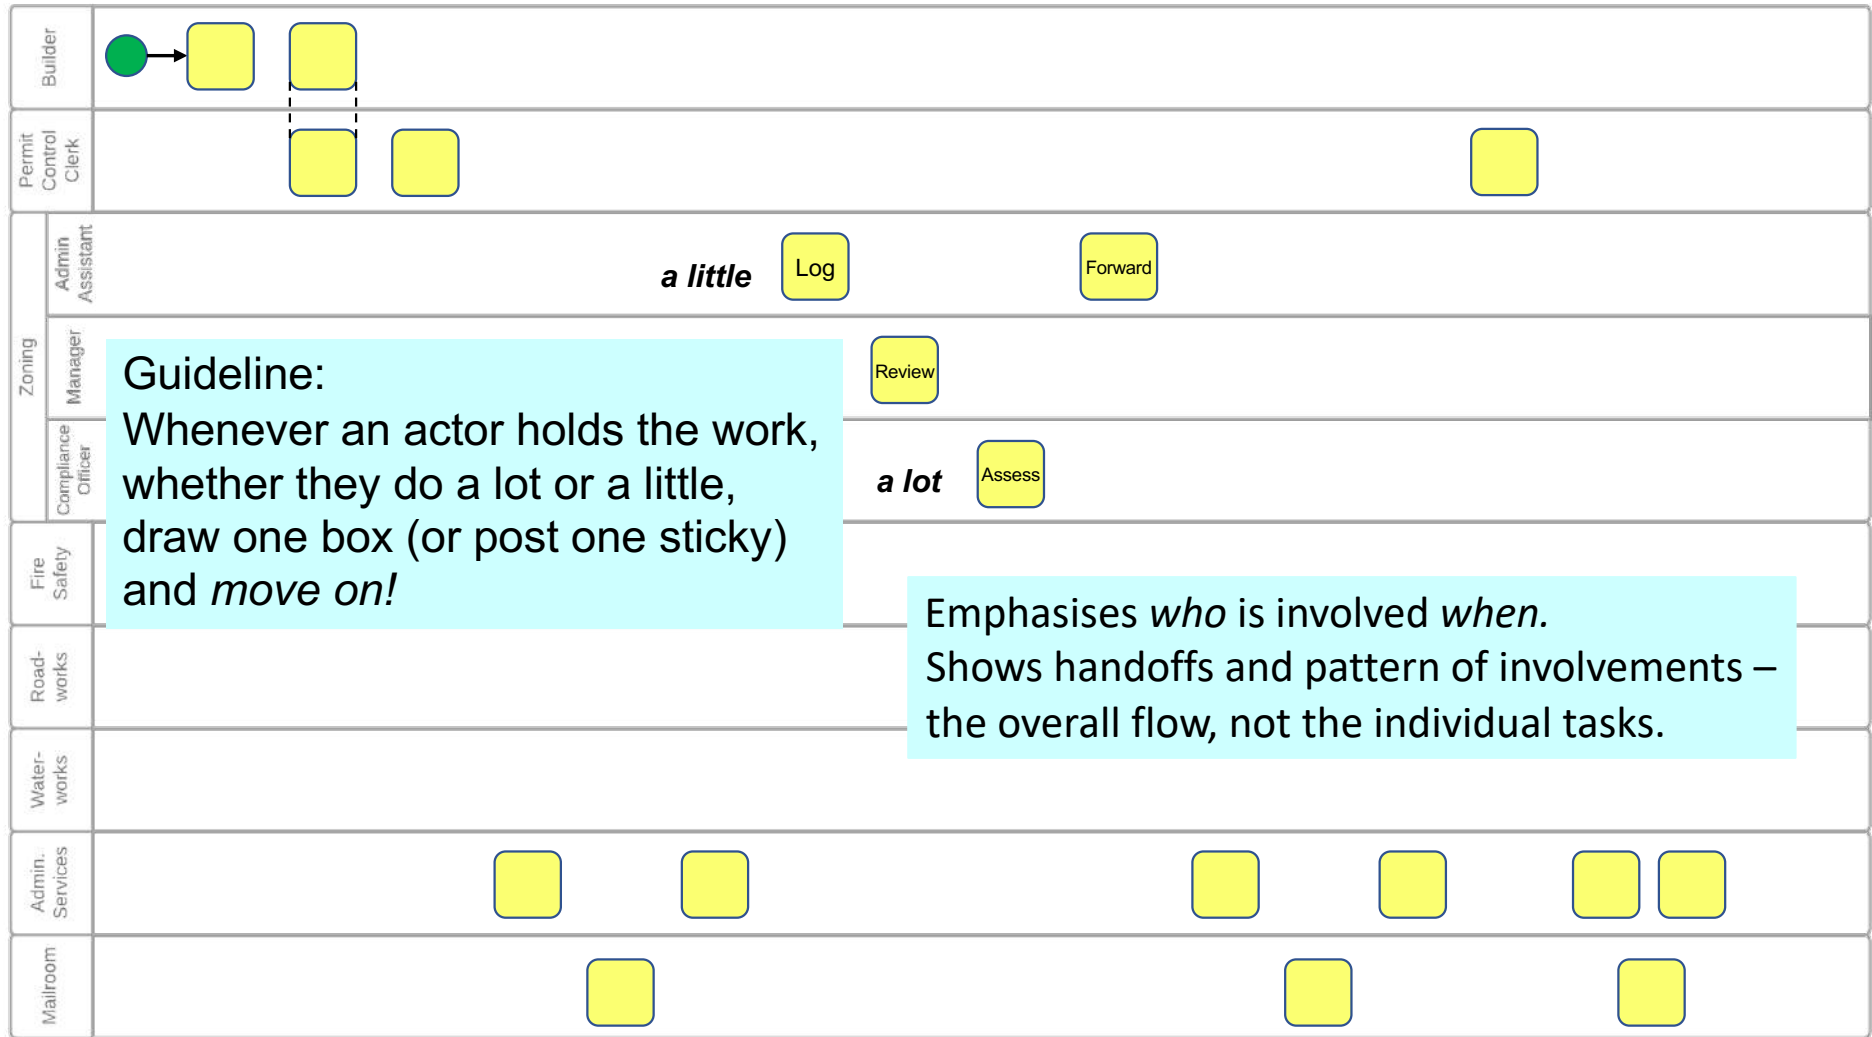 Builder
Permit
Control
Clerk
Zoning
Admin
Assistant
a little
Log
Forward
Manager
Review
Compliance
Officer
a lot
Assess
Guideline:
Whenever an actor holds the work,
whether they do a lot or a little,
draw one box (or post one sticky)
and move on!
Fire
Safety
Emphasises who is involved when.
Shows handoffs and pattern of involvements –
the overall flow, not the individual tasks.
Road-
works
Water-
works
Admin.
Services
Mailroom